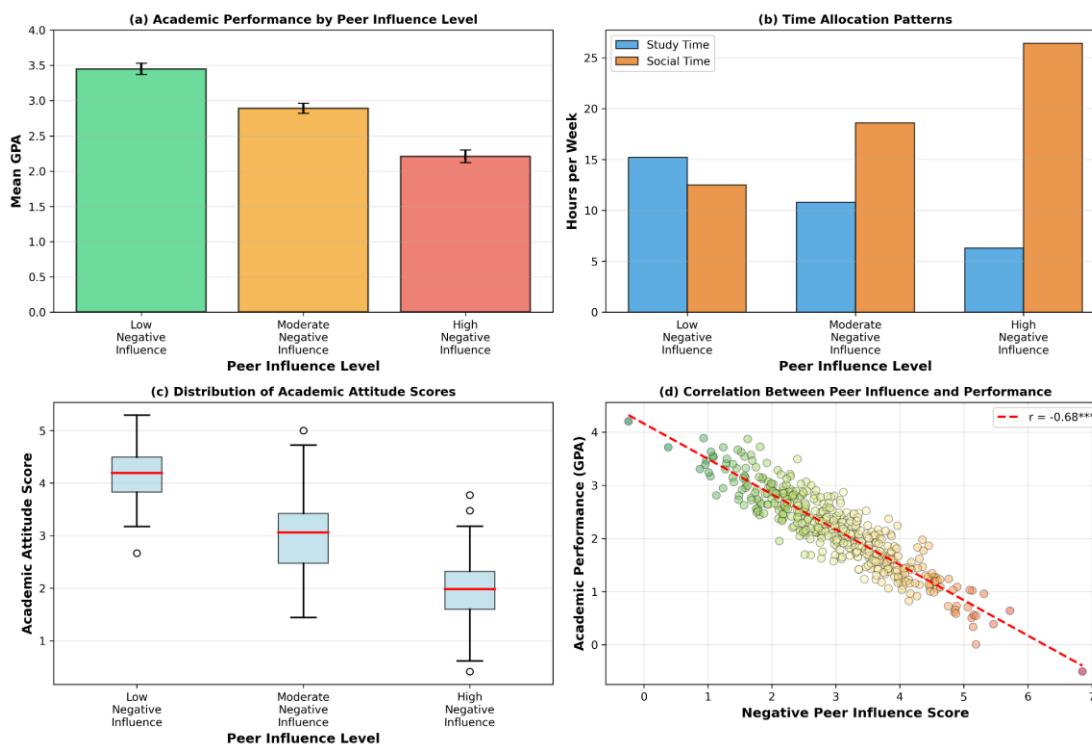 (a) Academic Performance by Peer Influence Level
4.0
3.5
3.0
2.5
2.0
1.5
1.0
0.5
0.0
Mean GPA
Low
Negative
Influence
Moderate
Negative
Influence
High
Negative
Influence
Peer Influence Level
(b) Time Allocation Patterns
Study Time
Social Time
25
20
15
10
5
0
Hours per Week
Low
Negative
Influence
Moderate
Negative
Influence
High
Negative
Influence
Peer Influence Level
(c) Distribution of Academic Attitude Scores
5
4
3
2
1
Academic Attitude Score
Low
Negative
Influence
Moderate
Negative
Influence
High
Negative
Influence
Peer Influence Level
(d) Correlation Between Peer Influence and Performance
r = -0.68***
4
3
2
1
0
Academic Performance (GPA)
0 1 2 3 4 5 6 7
Negative Peer Influence Score